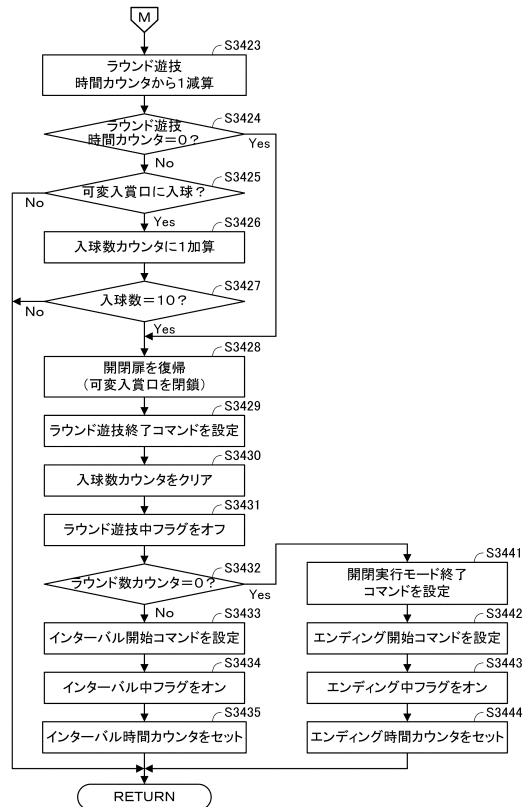 M
S3423
ラウンド遊技
時間カウンタから1減算
S3424
ラウンド遊技
時間カウンタ=0?
Yes
No
S3425
可変入賞口に入球?
No
Yes
S3426
入球数カウンタに1加算
S3427
入球数=10?
No
Yes
S3428
開閉扉を復帰
(可変入賞口を閉鎖)
S3429
ラウンド遊技終了コマンドを設定
S3430
入球数カウンタをクリア
S3431
ラウンド遊技中フラグをオフ
S3432
ラウンド数カウンタ=0?
Yes
No
S3433
インターバル開始コマンドを設定
S3434
インターバル中フラグをオン
S3435
インターバル時間カウンタをセット
S3441
開閉実行モード終了
コマンドを設定
S3442
エンディング開始コマンドを設定
S3443
エンディング中フラグをオン
S3444
エンディング時間カウンタをセット
RETURN